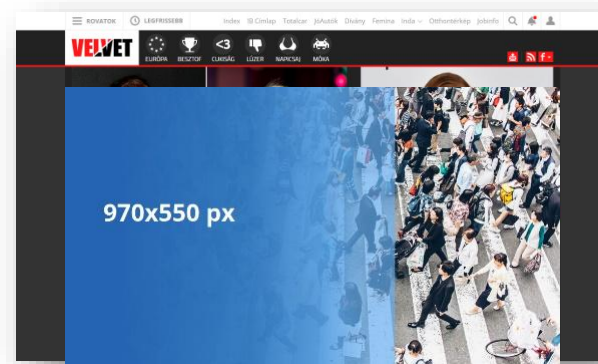 ROVATOK LEGFRISSEBB Index IB Címlap Totalcar JóAutók Dívány Femina Inda Otthontérkép Jobinfo
VELVET
EURÓPA BESZTOF CUKISÁG LÚZER NAPICSAJ MÓKA
<3
f
970x550 px